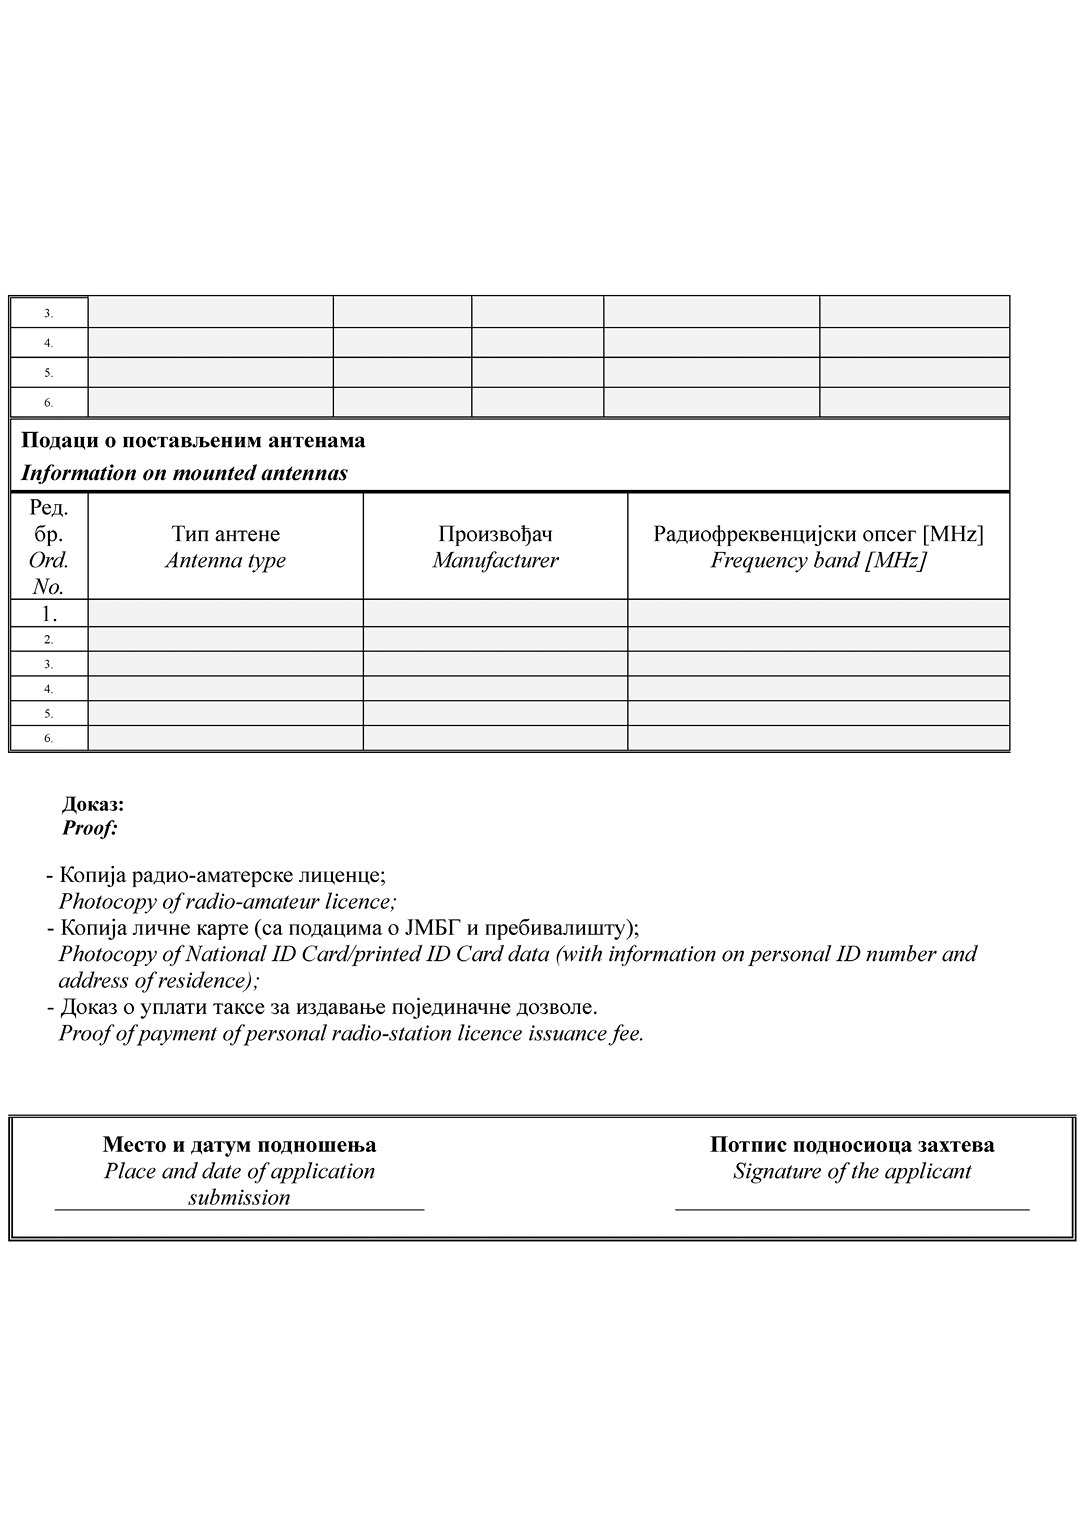 3.
4.
5.
6.
Подаци о постављеним антенама
Information on mounted antennas
Ред.
бр.
Ord.
No.
Тип антене
Antenna type
Произвођач
Manufacturer
Радиофреквенцијски опсег [MHz]
Frequency band [MHz]
1.
2.
3.
4.
5.
6.
Доказ:
Proof:
- Копија радио-аматерске лиценце;
Photocopy of radio-amateur licence;
- Копија личне карте (са подацима о ЈМБГ и пребивалишту);
Photocopy of National ID Card/printed ID Card data (with information on personal ID number and
address of residence);
- Доказ о уплати таксе за издавање појединачне дозволе.
Proof of payment of personal radio-station licence issuance fee.
Место и датум подношења
Place and date of application
submission
Потпис подносиоца захтева
Signature of the applicant